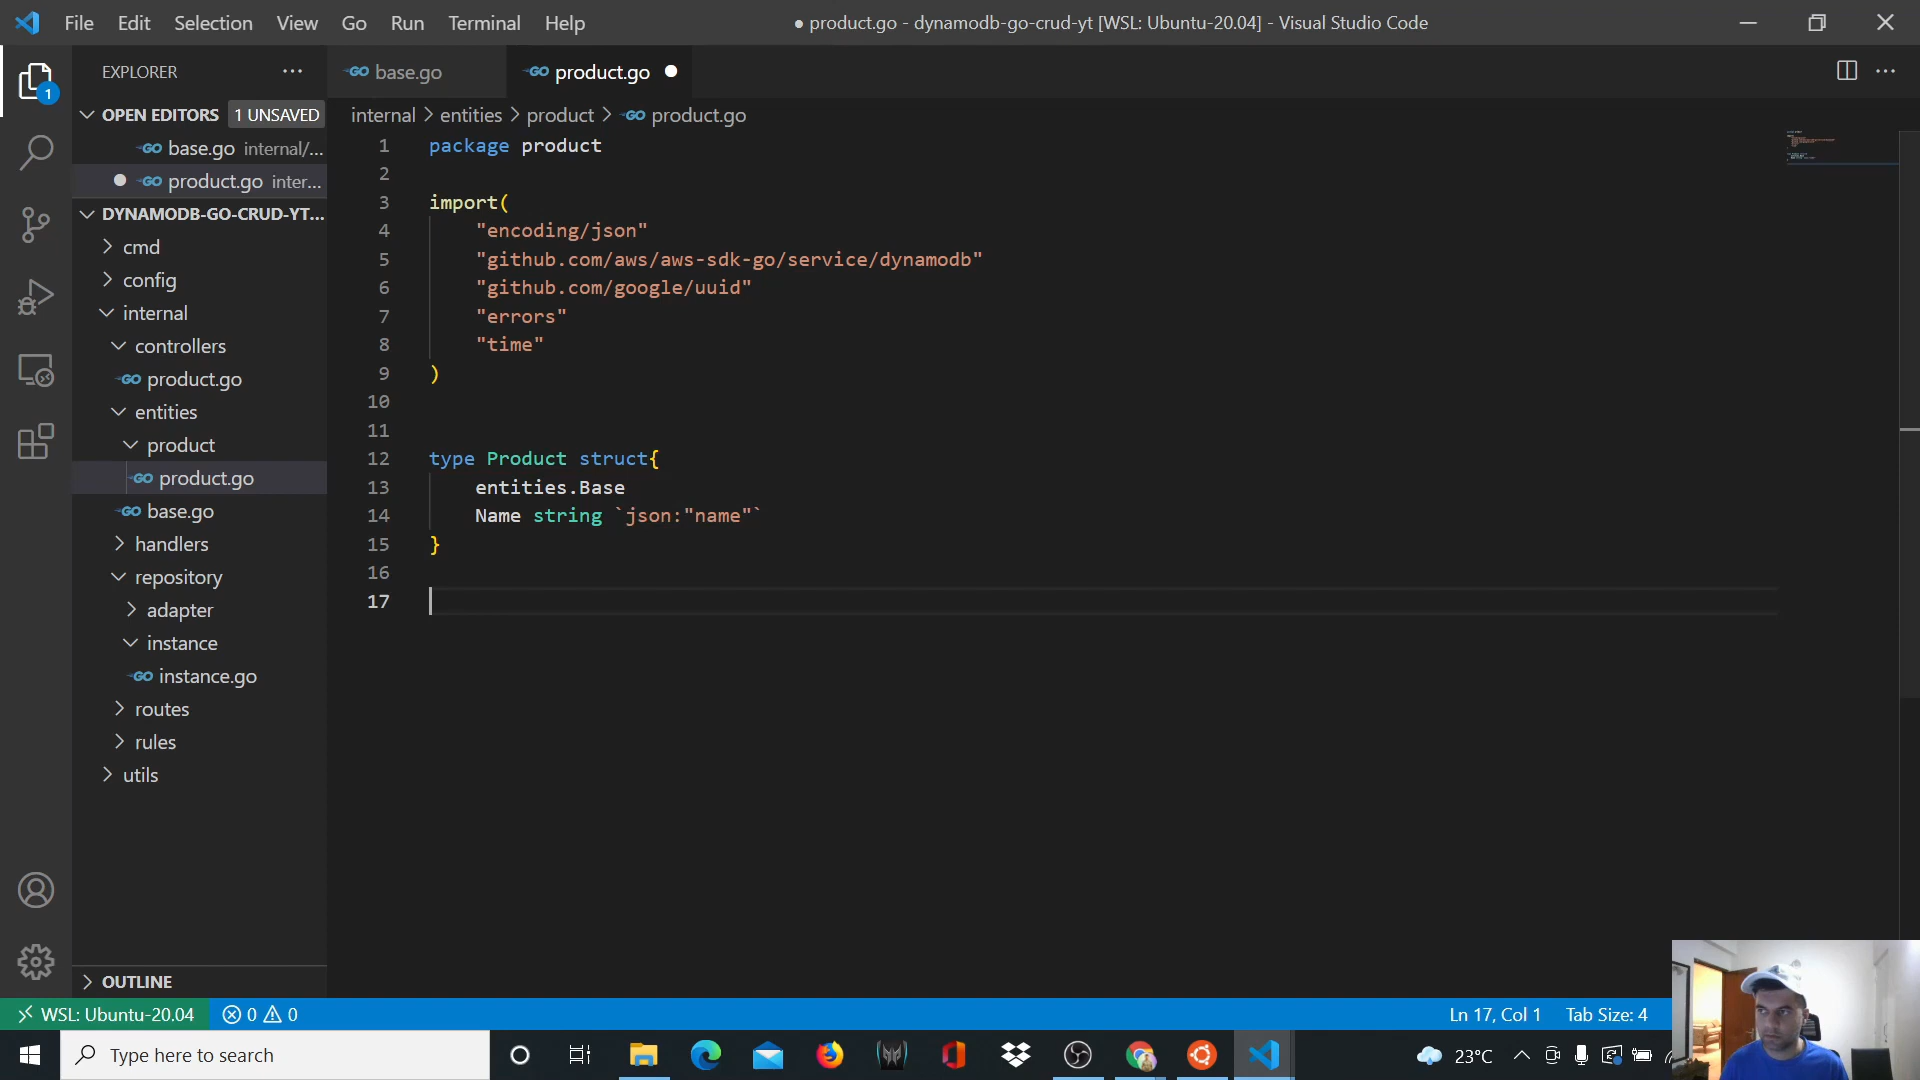 File Edit Selection View Go Run Terminal Help
● product.go - dynamodb-go-crud-yt [WSL: Ubuntu-20.04] - Visual Studio Code
EXPLORER
base.go
product.go
1
OPEN EDITORS 1 UNSAVED
base.go internal/...
product.go inter...
DYNAMODB-GO-CRUD-YT...
cmd
config
internal
controllers
product.go
entities
product
product.go
base.go
handlers
repository
adapter
instance
instance.go
routes
rules
utils
OUTLINE
internal > entities > product > product.go
1 package product
2
3 import(
4 "encoding/json"
5 "github.com/aws/aws-sdk-go/service/dynamodb"
6 "github.com/google/uuid"
7 "errors"
8 "time"
9 )
10
11
12 type Product struct{
13 entities.Base
14 Name string `json:"name"`
15 }
16
17
WSL: Ubuntu-20.04 0 0
Ln 17, Col 1 Tab Size: 4
Type here to search
23°C